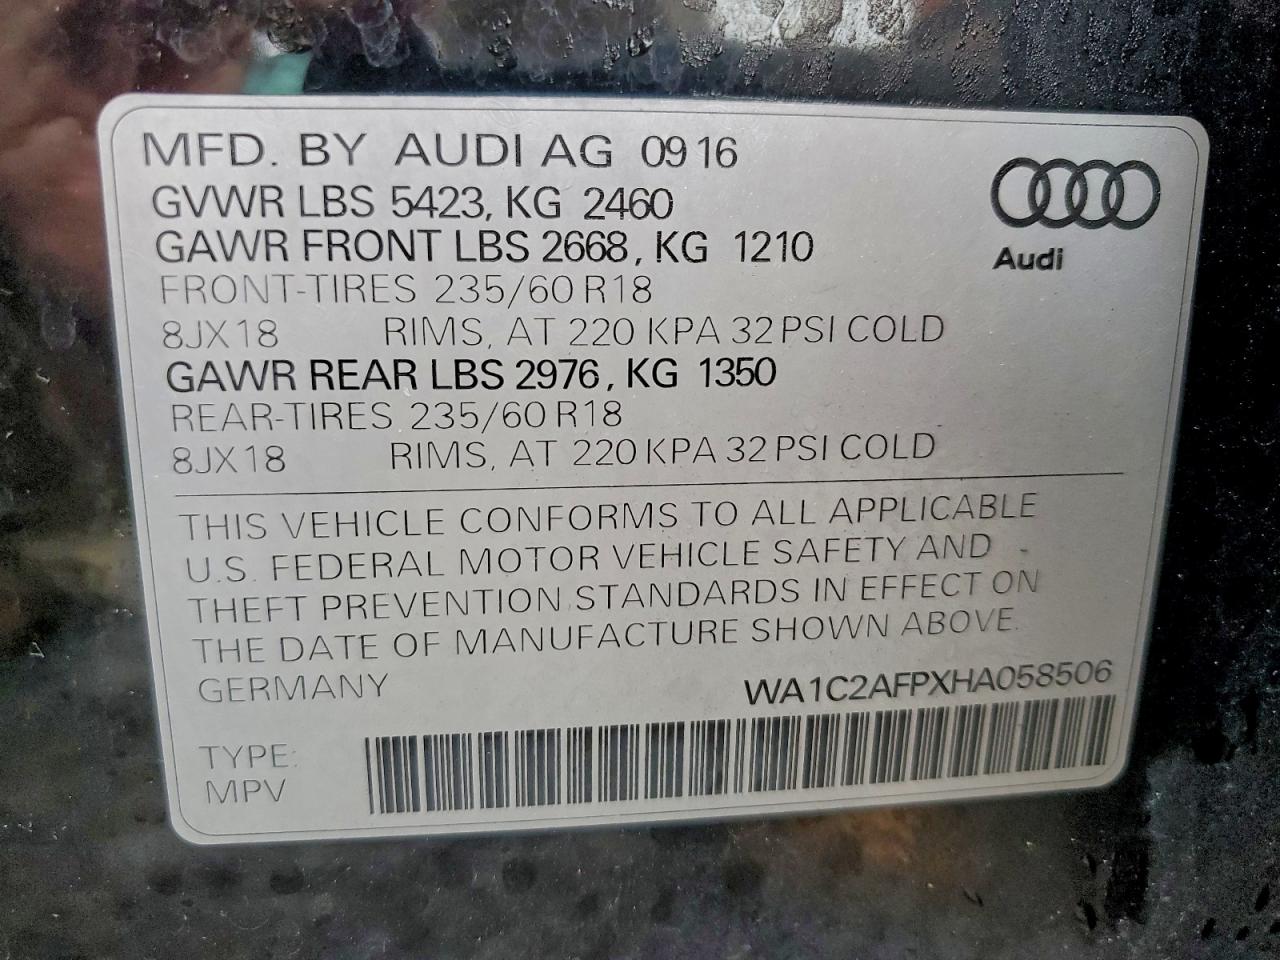 MFD. BY AUDI AG 09 16
GVWR LBS 5423, KG 2460
GAWR FRONT LBS 2668, KG 1210
FRONT-TIRES 235/60 R18
8JX18 RIMS, AT 220 KPA 32 PSI COLD
GAWR REAR LBS 2976, KG 1350
REAR-TIRES 235/60 R18
8JX18 RIMS, AT 220 KPA 32 PSI COLD
Audi
THIS VEHICLE CONFORMS TO ALL APPLICABLE
U.S. FEDERAL MOTOR VEHICLE SAFETY AND
THEFT PREVENTION STANDARDS IN EFFECT ON
THE DATE OF MANUFACTURE SHOWN ABOVE.
GERMANY WA1C2AFPXHA058506
TYPE:
MPV